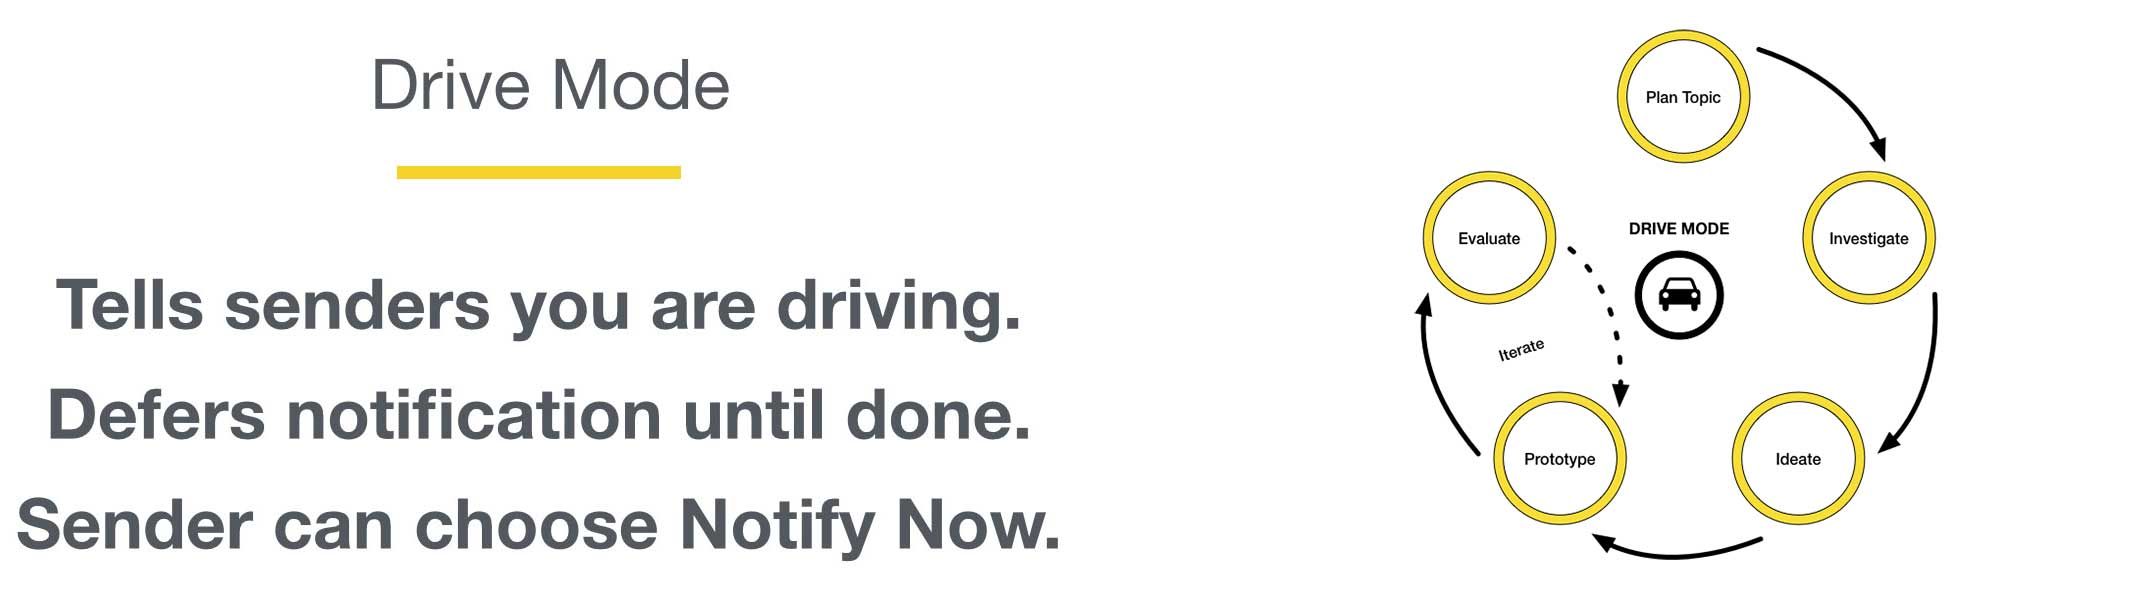 Drive Mode
Tells senders you are driving.
Defers notification until done.
Sender can choose Notify Now.
Plan Topic
Evaluate
DRIVE MODE
Investigate
Iterate
Prototype
Ideate